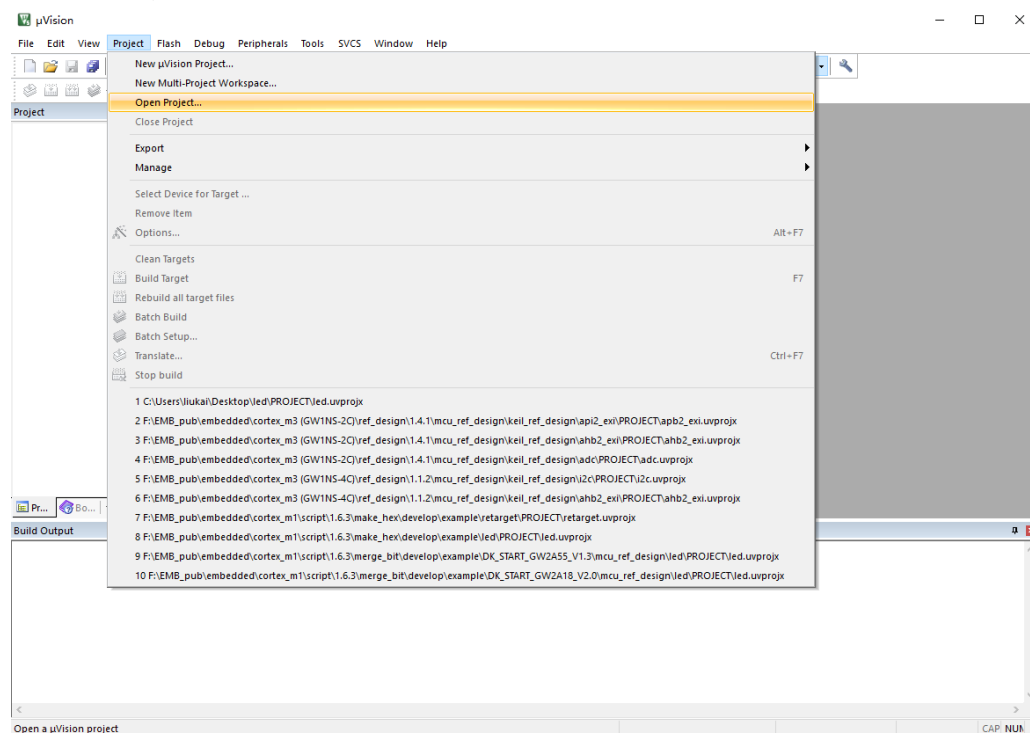 µVision
File Edit View Project Flash Debug Peripherals Tools SVCS Window Help
New µVision Project...
New Multi-Project Workspace...
Open Project...
Project
Close Project
Export
Manage
Select Device for Target ...
Remove Item
Options... Alt+F7
Clean Targets
Build Target F7
Rebuild all target files
Batch Build
Batch Setup...
Translate... Ctrl+F7
Stop build
1 C:\Users\liukai\Desktop\led\PROJECT\led.uvprojx
2 F:\EMB_pub\embedded\cortex_m3 (GW1NS-2C)\ref_design\1.4.1\mcu_ref_design\keil_ref_design\api2_exi\PROJECT\apb2_exi.uvprojx
3 F:\EMB_pub\embedded\cortex_m3 (GW1NS-2C)\ref_design\1.4.1\mcu_ref_design\keil_ref_design\ahb2_exi\PROJECT\ahb2_exi.uvprojx
4 F:\EMB_pub\embedded\cortex_m3 (GW1NS-2C)\ref_design\1.4.1\mcu_ref_design\keil_ref_design\adc\PROJECT\adc.uvprojx
5 F:\EMB_pub\embedded\cortex_m3 (GW1NS-4C)\ref_design\1.1.2\mcu_ref_design\keil_ref_design\i2c\PROJECT\i2c.uvprojx
6 F:\EMB_pub\embedded\cortex_m3 (GW1NS-4C)\ref_design\1.1.2\mcu_ref_design\keil_ref_design\ahb2_exi\PROJECT\ahb2_exi.uvprojx
7 F:\EMB_pub\embedded\cortex_m1\script\1.6.3\make_hex\develop\example\retarget\PROJECT\retarget.uvprojx
8 F:\EMB_pub\embedded\cortex_m1\script\1.6.3\make_hex\develop\example\led\PROJECT\led.uvprojx
9 F:\EMB_pub\embedded\cortex_m1\script\1.6.3\merge_bit\develop\example\DK_START_GW2A55_V1.3\mcu_ref_design\led\PROJECT\led.uvprojx
10 F:\EMB_pub\embedded\cortex_m1\script\1.6.3\merge_bit\develop\example\DK_START_GW2A18_V2.0\mcu_ref_design\led\PROJECT\led.uvprojx
Pr... Bo...
Build Output
Open a µVision project CAP NUM